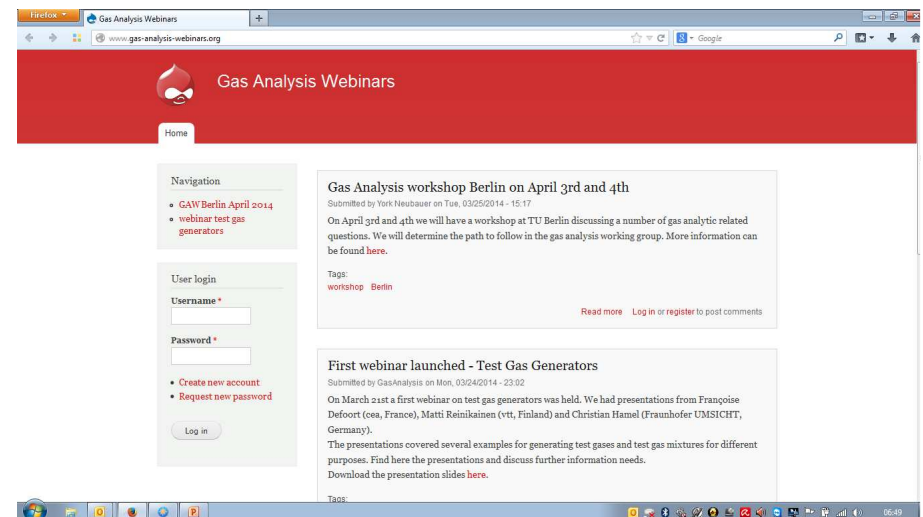 Firefox
Gas Analysis Webinars
www.gas-analysis-webinars.org
Google
Gas Analysis Webinars
Home
Navigation
GAW Berlin April 2014
webinar test gas
generators
User login
Username *
Password *
Create new account
Request new password
Log in
Gas Analysis workshop Berlin on April 3rd and 4th
Submitted by York Neubauer on Tue, 03/25/2014 - 15:17
On April 3rd and 4th we will have a workshop at TU Berlin discussing a number of gas analytic related
questions. We will determine the path to follow in the gas analysis working group. More information can
be found here.
Tags:
workshop Berlin
Read more Log in or register to post comments
First webinar launched - Test Gas Generators
Submitted by GasAnalysis on Mon, 03/24/2014 - 23:02
On March 21st a first webinar on test gas generators was held. We had presentations from Françoise
Defoort (cea, France), Matti Reinikainen (vtt, Finland) and Christian Hamel (Fraunhofer UMSICHT,
Germany).
The presentations covered several examples for generating test gases and test gas mixtures for different
purposes. Find here the presentations and discuss further information needs.
Download the presentation slides here.
Tags:
06:49